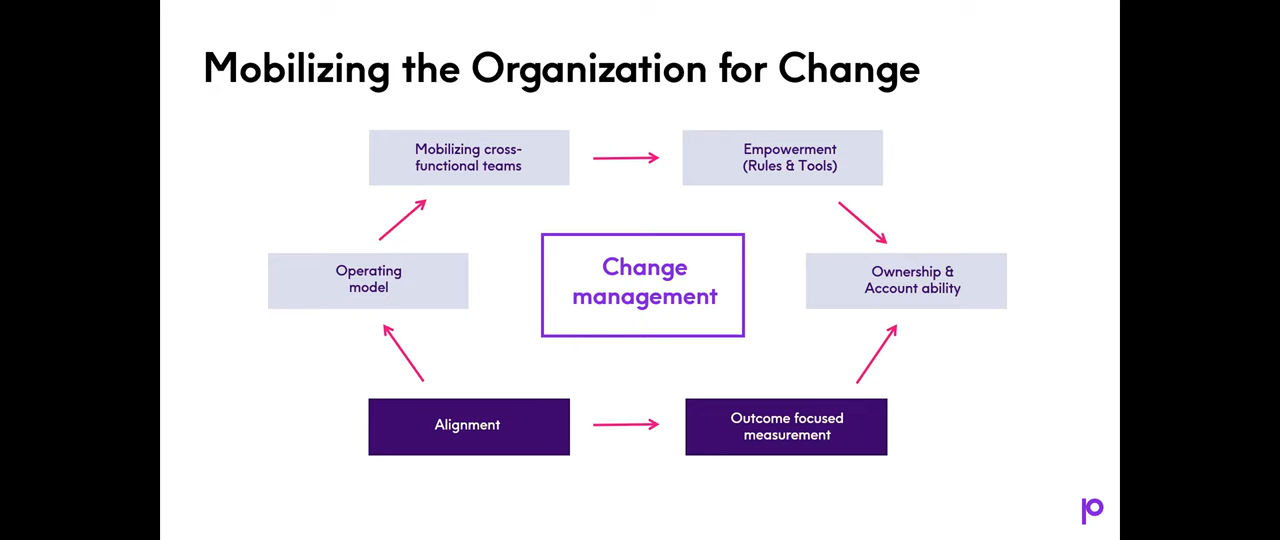 Mobilizing the Organization for Change
Mobilizing cross-
functional teams
Empowerment
(Rules & Tools)
Operating
model
Change
management
Ownership &
Account ability
Alignment
Outcome focused
measurement